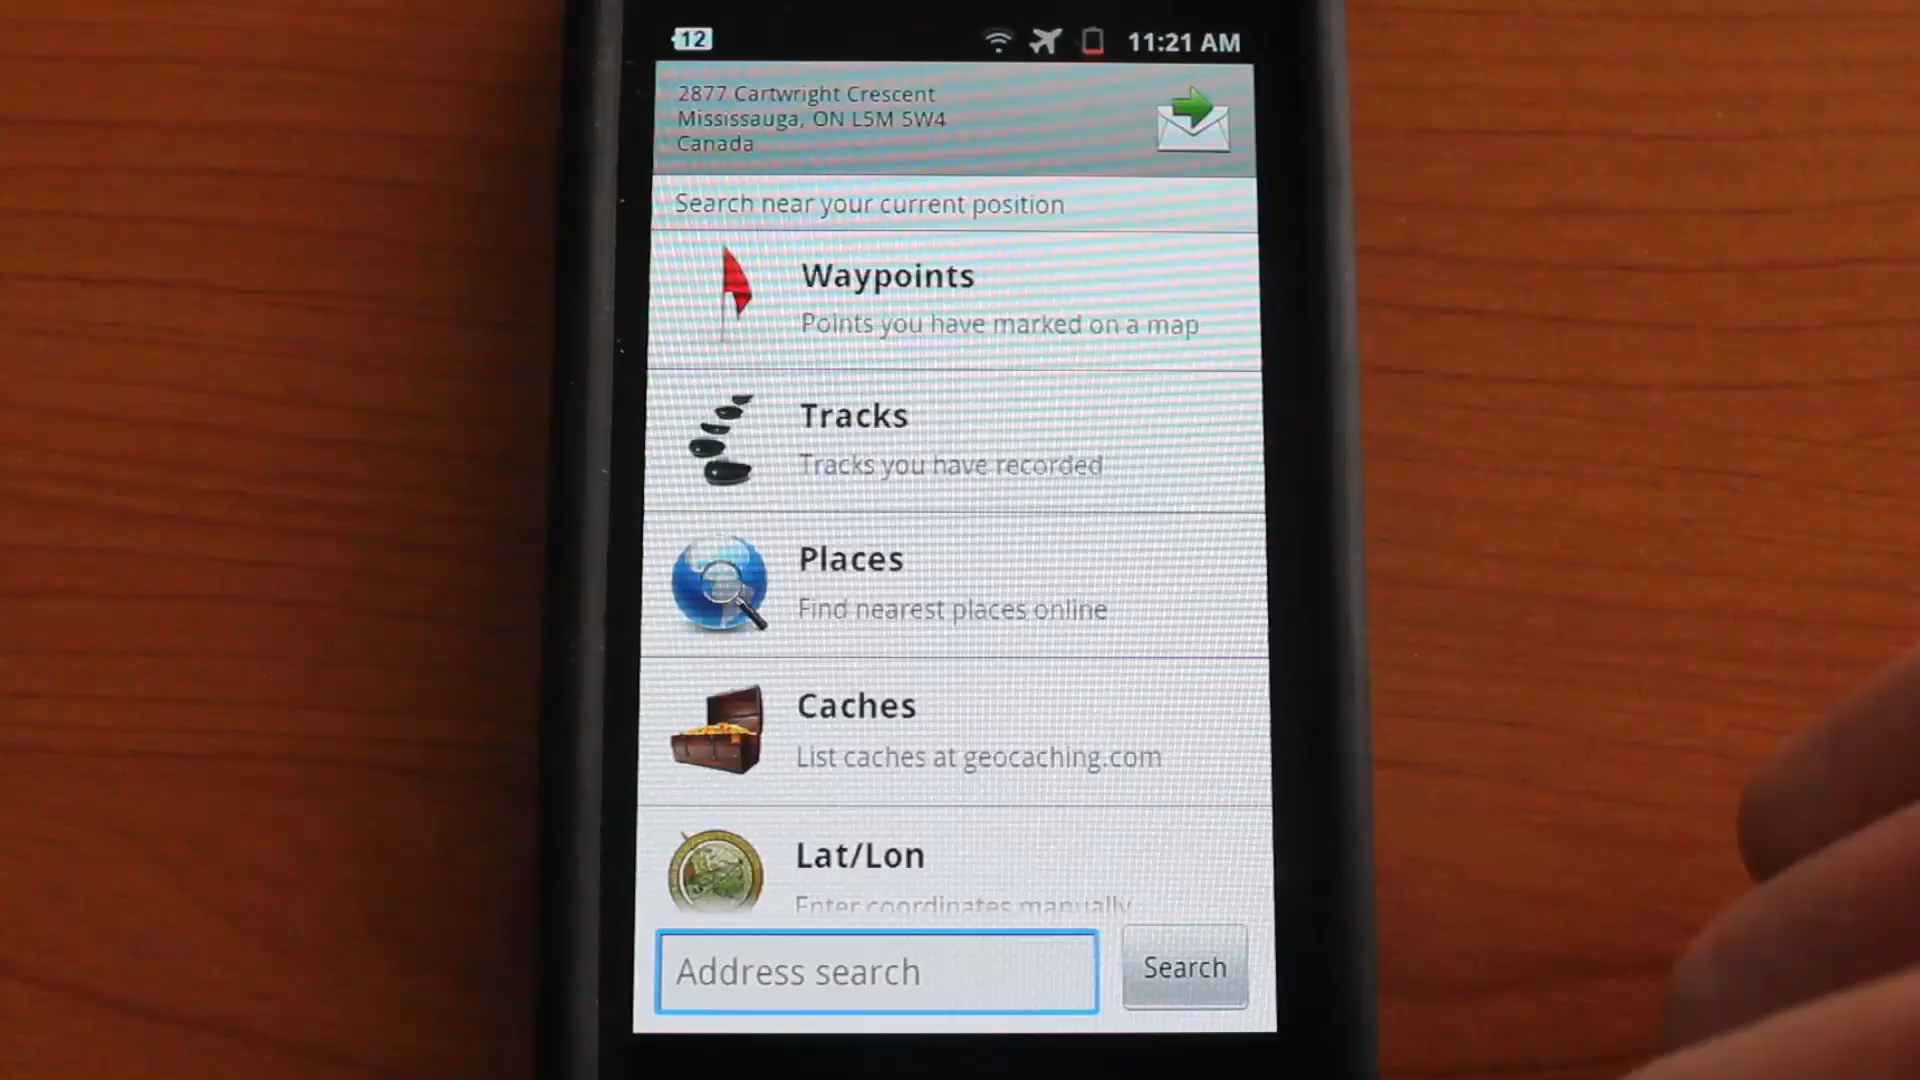 12
11:21 AM
2877 Cartwright Crescent
Mississauga, ON L5M 5W4
Canada
Search near your current position
Waypoints
Points you have marked on a map
Tracks
Tracks you have recorded
Places
Find nearest places online
Caches
List caches at geocaching.com
Lat/Lon
Enter coordinates manually
Address search
Search